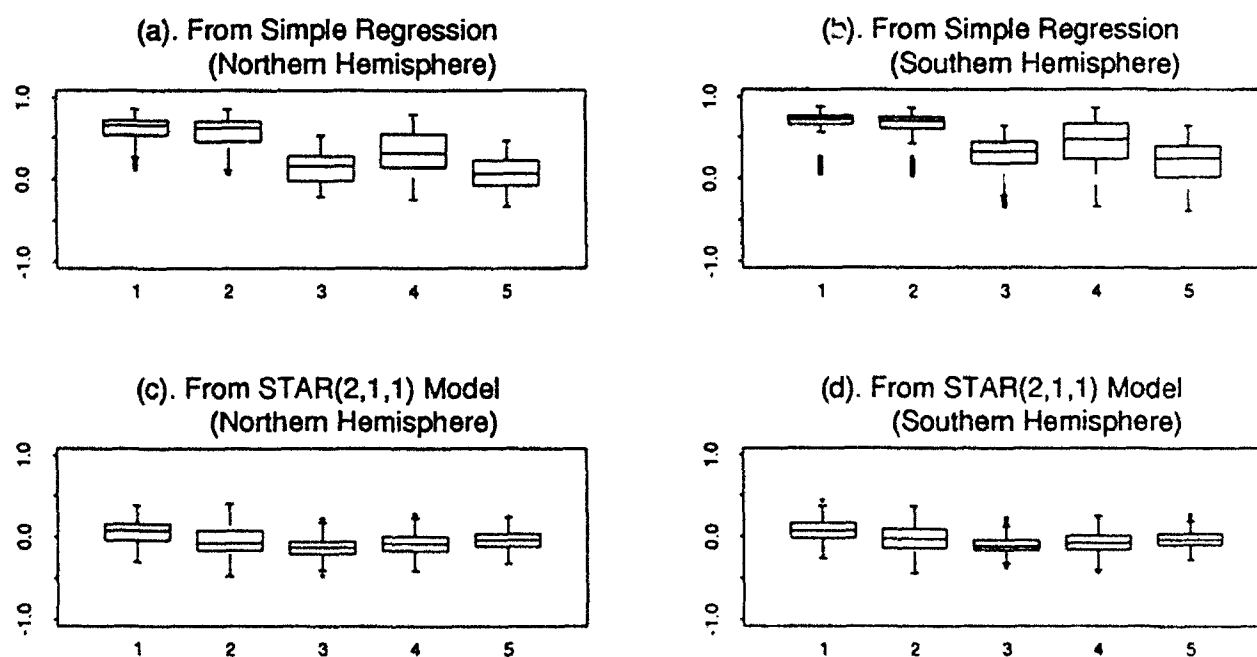 (a). From Simple Regression
(Northern Hemisphere)
1.0
0.0
-1.0
1 2 3 4 5
(b). From Simple Regression
(Southern Hemisphere)
1.0
0.0
-1.0
1 2 3 4 5
(c). From STAR(2,1,1) Model
(Northern Hemisphere)
1.0
0.0
-1.0
1 2 3 4 5
(d). From STAR(2,1,1) Model
(Southern Hemisphere)
1.0
0.0
-1.0
1 2 3 4 5